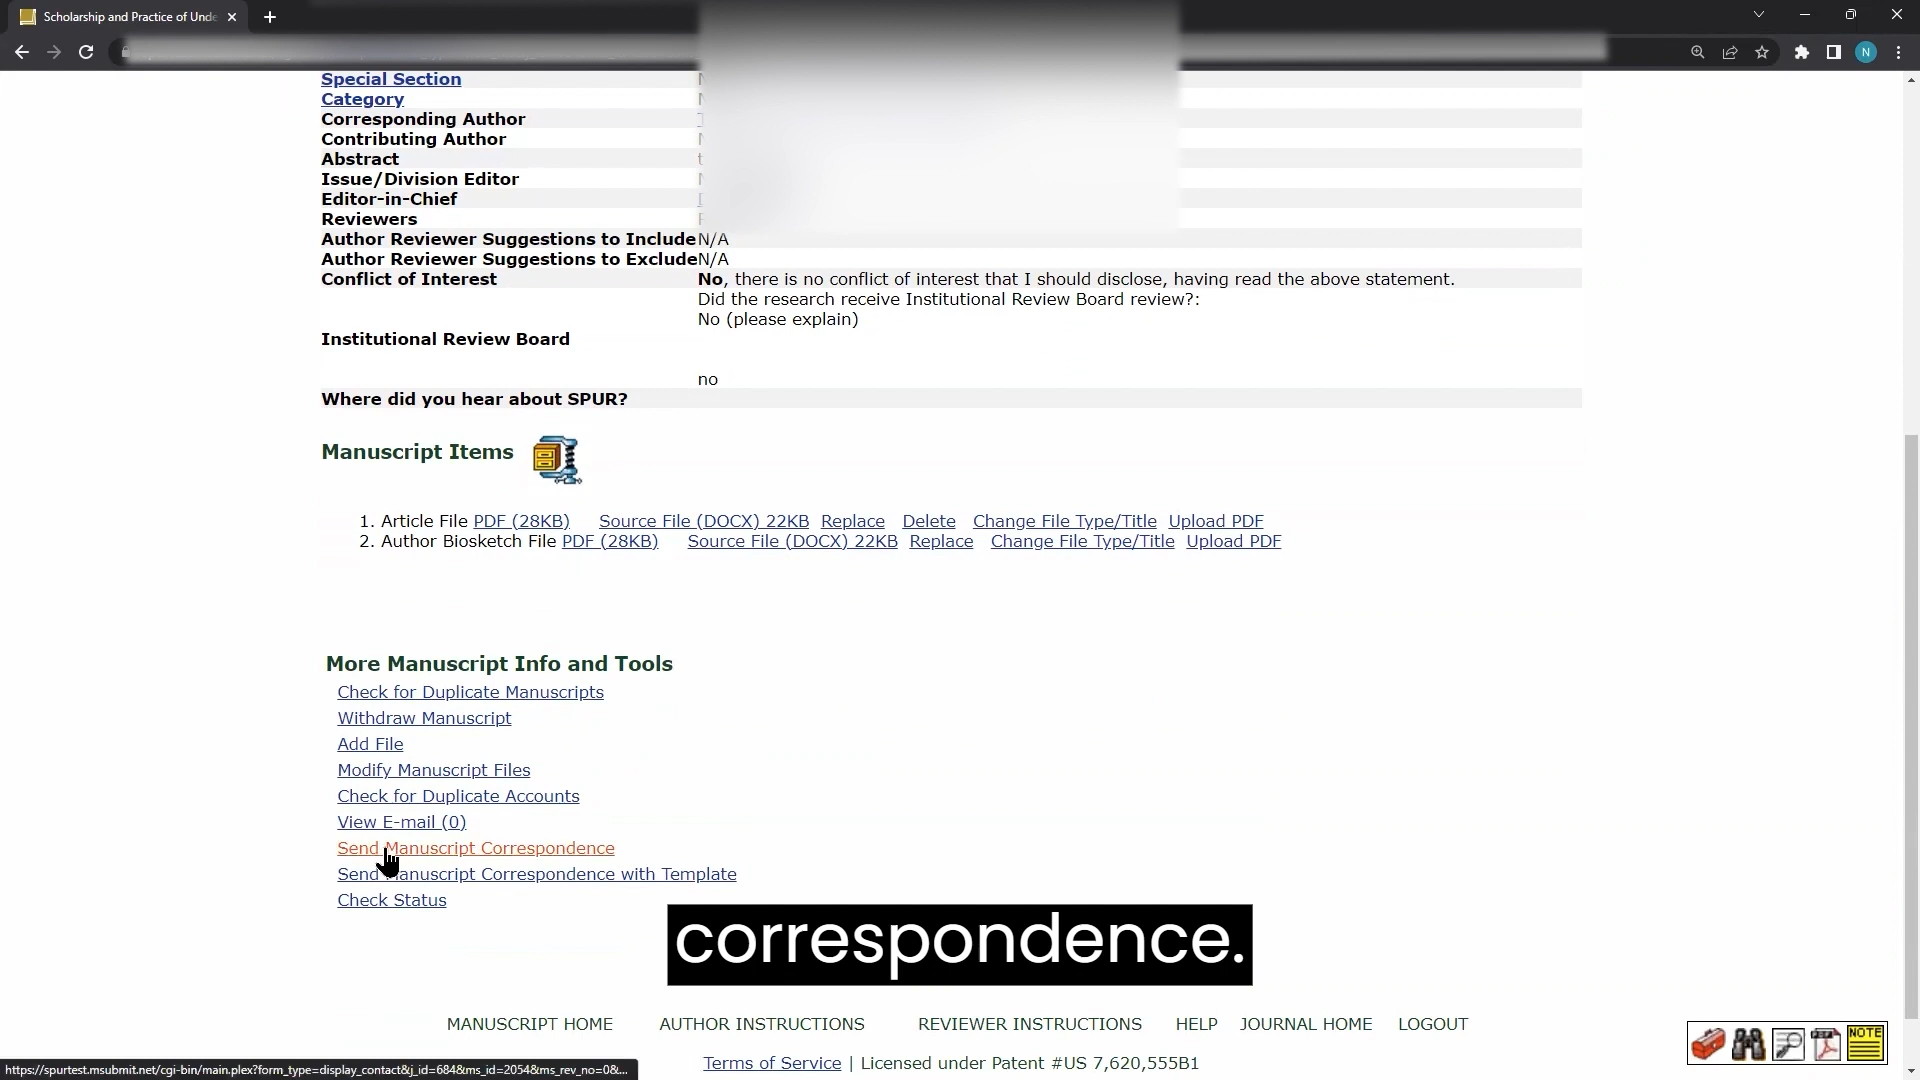 Scholarship and Practice of Unde
N
Special Section
Category
Corresponding Author
Contributing Author
Abstract
Issue/Division Editor
Editor-in-Chief
Reviewers
Author Reviewer Suggestions to Include N/A
Author Reviewer Suggestions to Exclude N/A
Conflict of Interest No, there is no conflict of interest that I should disclose, having read the above statement.
Did the research receive Institutional Review Board review?:
No (please explain)
Institutional Review Board
no
Where did you hear about SPUR?
Manuscript Items
1. Article File PDF (28KB) Source File (DOCX) 22KB Replace Delete Change File Type/Title Upload PDF
2. Author Biosketch File PDF (28KB) Source File (DOCX) 22KB Replace Change File Type/Title Upload PDF
More Manuscript Info and Tools
Check for Duplicate Manuscripts
Withdraw Manuscript
Add File
Modify Manuscript Files
Check for Duplicate Accounts
View E-mail (0)
Send Manuscript Correspondence
Send Manuscript Correspondence with Template
Check Status
correspondence.
MANUSCRIPT HOME AUTHOR INSTRUCTIONS REVIEWER INSTRUCTIONS HELP JOURNAL HOME LOGOUT
NOTE
Terms of Service | Licensed under Patent #US 7,620,555B1
https://spurtest.msubmit.net/cgi-bin/main.plex?form_type=display_contact&j_id=684&ms_id=2054&ms_rev_no=0&...